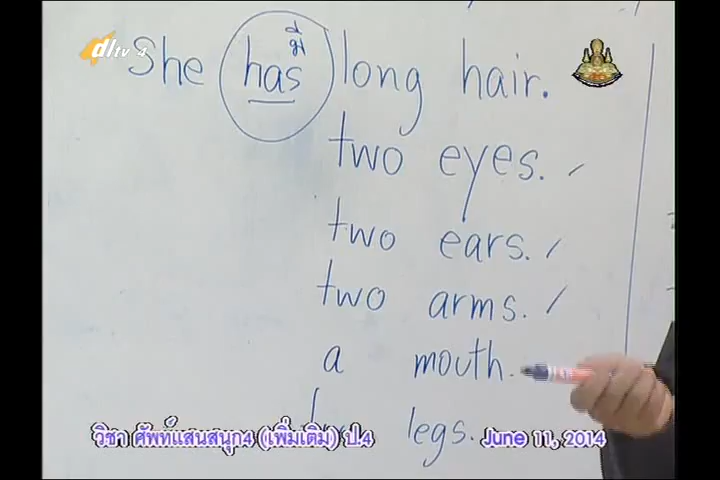 dltv 4
มี
She has long hair.
two eyes. /
two ears. /
two arms. /
a mouth.
legs.
วิชา ศัพท์แสนสนุก4 (เพิ่มเติม) ป.4 June 11, 2014